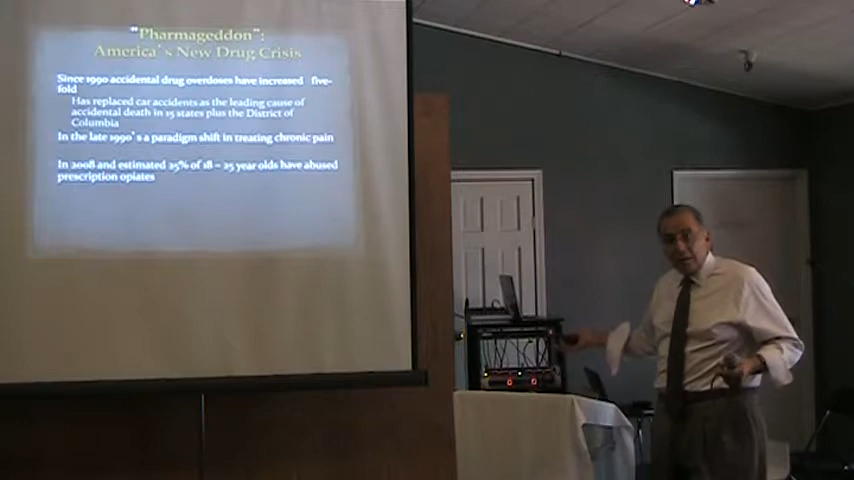 "Pharmageddon":
America's New Drug Crisis
Since 1990 accidental drug overdoses have increased five-
fold
Has replaced car accidents as the leading cause of
accidental death in 15 states plus the District of
Columbia
In the late 1990's a paradigm shift in treating chronic pain
In 2008 and estimated 25% of 18 – 25 year olds have abused
prescription opiates